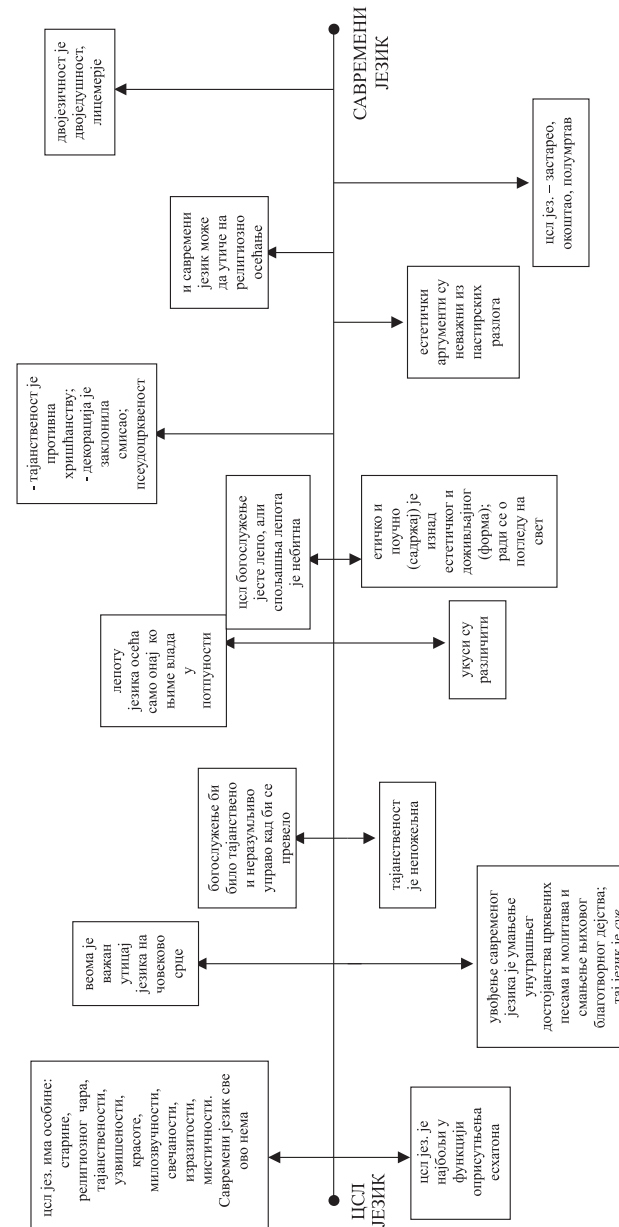 цсл јез. има особине:
старине,
религиозног чара,
тајанствености,
узвишености,
красоте,
милозвучности,
свечаности,
изразитости,
мистичности.
Савремени језик све
ово нема
веома је
важан
утицај
језика на
човеково
срце
богослужење би
било тајанствено
и неразумљиво
управо кад би се
превело
лепоту
језика осећа
само онај ко
њиме влада
у
потпуности
цсл богослужење
јесте лепо, али
спољашња лепота
је небитна
- тајанственост је
противна
хришћанству;
- декорација је
заклонила
смисао;
псеудоцрквеност
и савремени
језик може
да утиче на
религиозно
осећање
двојезичност је
дводједушност,
лицемерје
ЦСЛ
ЈЕЗИК
САВРЕМЕНИ
ЈЕЗИК
цсл јез. је
најбољи у
функцији
оприсутњења
есхатона
увођење савременог
језика је умањење
унутрашњег
достојанства црквених
песама и молитава и
смањење њиховог
благотворног дејства;
тај језик је све
тајанственост
је непожељна
укуси су
различити
етичко и
поучно
(садржај) је
изнад
естетичког и
доживљајног
(форма);
ради се о
погледу на
свет
естетички
аргументи су
неважни из
пастирских
разлога
цсл јез. – застарео,
окоштао, полумртав